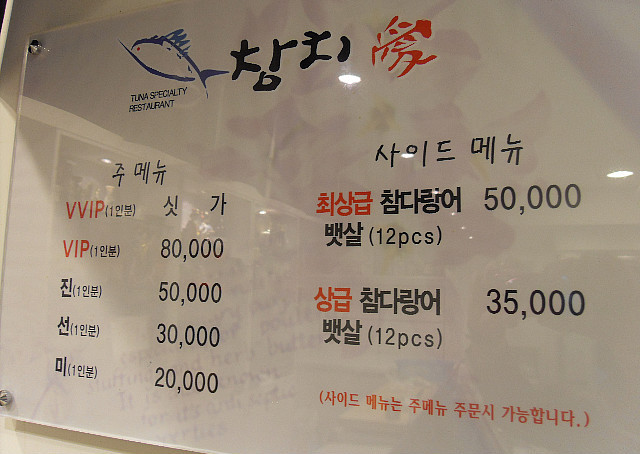 참치 愛
TUNA SPECIALTY
RESTAURANT
주 메뉴
VVIP(1인분) 싯 가
VIP(1인분) 80,000
진(1인분) 50,000
선(1인분) 30,000
미(1인분) 20,000
사이드 메뉴
최상급 참다랑어 50,000
뱃살 (12pcs)
상급 참다랑어 35,000
뱃살 (12pcs)
(사이드 메뉴는 주메뉴 주문시 가능합니다.)